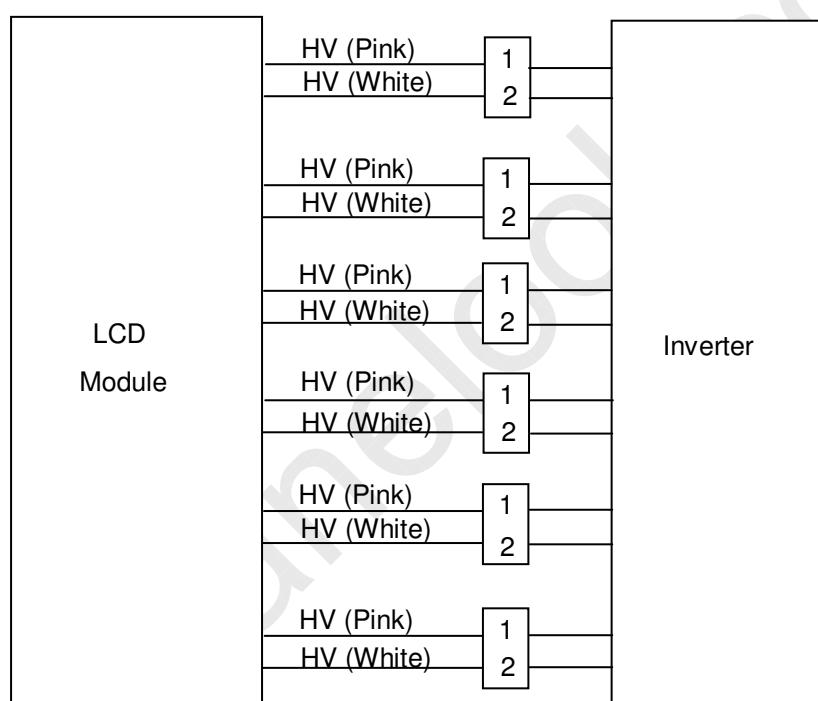 HV (Pink)
1
HV (White)
2
HV (Pink)
1
HV (White)
2
HV (Pink)
1
HV (White)
2
LCD
Module
Inverter
HV (Pink)
1
HV (White)
2
HV (Pink)
1
HV (White)
2
HV (Pink)
1
HV (White)
2